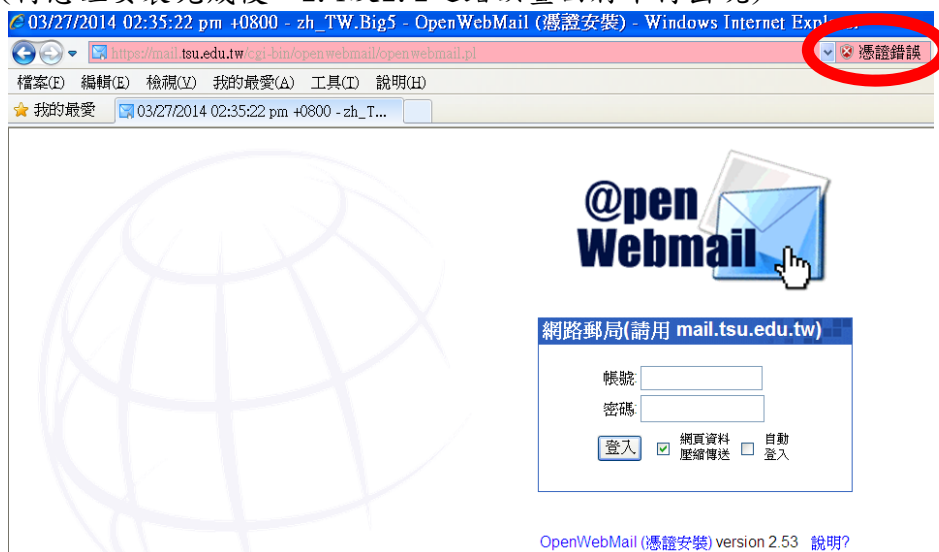 03/27/2014 02:35:22 pm +0800 - zh_TW.Big5 - OpenWebMail (憑證安裝) - Windows Internet
https://mail.tsu.edu.tw/cgi-bin/openwebmail/openwebmail.pl
憑證錯誤
檔案(F) 編輯(E) 檢視(V) 我的最愛(A) 工具(T) 說明(H)
我的最愛 03/27/2014 02:35:22 pm +0800 - zh_T...
@pen
Webmail
網路郵局(請用 mail.tsu.edu.tw)
帳號:
密碼:
登入 網頁資料 自動
壓縮傳送 登入
OpenWebMail (憑證安裝) version 2.53 說明?